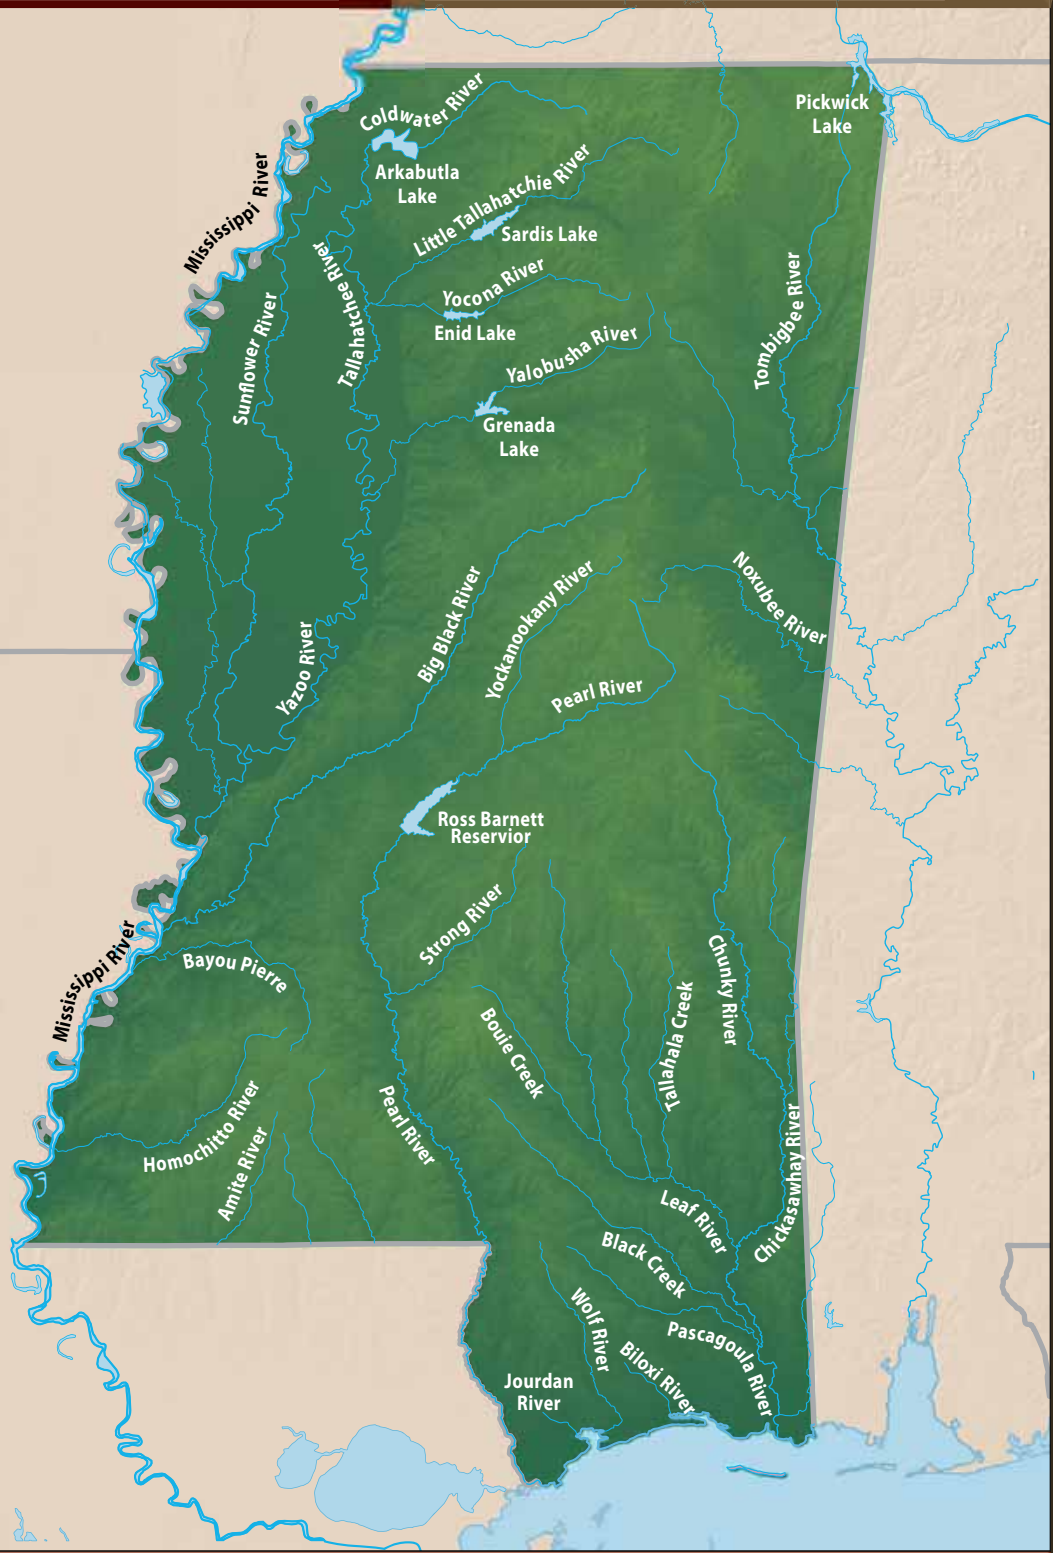 Pickwick
Lake
Coldwater River
Arkabutla
Lake
Mississippi River
Little Tallahatchie River
Sardis Lake
Tallahatchee River
Yocona River
Enid Lake
Tombigbee River
Sunflower River
Yalobusha River
Grenada
Lake
Noxubee River
Big Black River
Yockanookany River
Yazoo River
Pearl River
Ross Barnett
Reservior
Strong River
Mississippi River
Bayou Pierre
Chunky River
Tallahala Creek
Bouie Creek
Pearl River
Homochitto River
Amite River
Chickasawhay River
Leaf River
Black Creek
Wolf River
Pascagoula River
Biloxi River
Jourdan
River